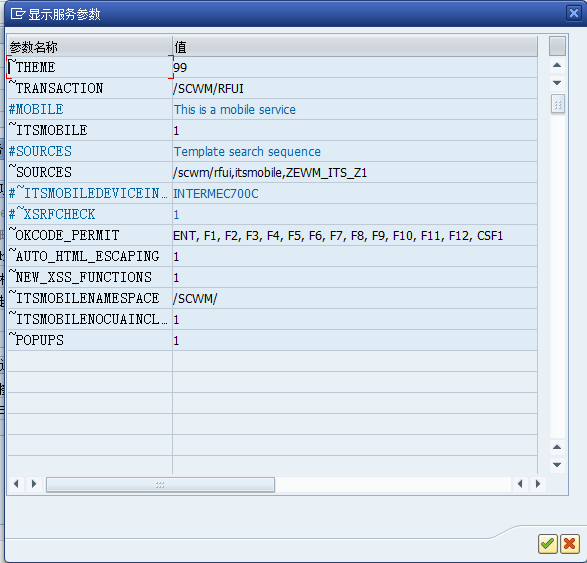 显示服务参数
参数名称 值
~THEME 99
~TRANSACTION /SCWM/RFUI
#MOBILE This is a mobile service
~ITSMOBILE 1
#SOURCES Template search sequence
~SOURCES /scwm/rfui,itsmobile,ZEWM_ITS_Z1
#~ITSMOBILEDEVICEIN... INTERMEC700C
#~XSRFCHECK 1
~OKCODE_PERMIT ENT, F1, F2, F3, F4, F5, F6, F7, F8, F9, F10, F11, F12, CSF1
~AUTO_HTML_ESCAPING 1
~NEW_XSS_FUNCTIONS 1
~ITSMOBILENAMESPACE /SCWM/
~ITSMOBILENOCUAINCL... 1
~POPUPS 1